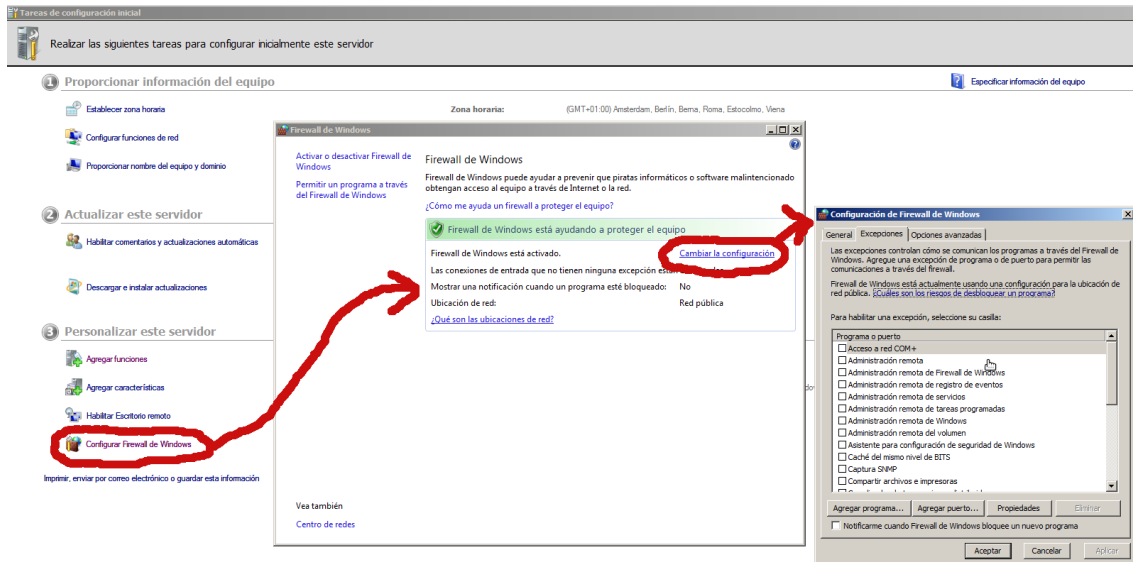 Tareas de configuración inicial
Realizar las siguientes tareas para configurar inicialmente este servidor
1 Proporcionar información del equipo
Especificar información del equipo
Establecer zona horaria
Zona horaria: (GMT+01:00) Amsterdam, Berlín, Berna, Roma, Estocolmo, Viena
Configurar funciones de red
Proporcionar nombre del equipo y dominio
2 Actualizar este servidor
Habilitar comentarios y actualizaciones automáticas
Descargar e instalar actualizaciones
3 Personalizar este servidor
Agregar funciones
Agregar características
Habilitar Escritorio remoto
Configurar Firewall de Windows
Imprimir, enviar por correo electrónico o guardar esta información
Firewall de Windows
Activar o desactivar Firewall de
Windows
Permitir un programa a través
del Firewall de Windows
Vea también
Centro de redes
Firewall de Windows
Firewall de Windows puede ayudar a prevenir que piratas informáticos o software malintencionado
obtengan acceso al equipo a través de Internet o la red.
¿Cómo me ayuda un firewall a proteger el equipo?
Firewall de Windows está ayudando a proteger el equipo
Firewall de Windows está activado. Cambiar la configuración
Las conexiones de entrada que no tienen ninguna excepción están
Mostrar una notificación cuando un programa esté bloqueado: No
Ubicación de red: Red pública
¿Qué son las ubicaciones de red?
Configuración de Firewall de Windows
General Excepciones Opciones avanzadas
Las excepciones controlan cómo se comunican los programas a través del Firewall de
Windows. Agregue una excepción de programa o de puerto para permitir las
comunicaciones a través del firewall.
Firewall de Windows está actualmente usando una configuración para la ubicación de
red pública. ¿Cuáles son los riesgos de desbloquear un programa?
Para habilitar una excepción, seleccione su casilla:
Programa o puerto
Acceso a red COM+
Administración remota
Administración remota de Firewall de Windows
Administración remota de registro de eventos
Administración remota de servicios
Administración remota de tareas programadas
Administración remota de Windows
Administración remota del volumen
Asistente para configuración de seguridad de Windows
Caché del mismo nivel de BITS
Captura SNMP
Compartir archivos e impresoras
Agregar programa... Agregar puerto... Propiedades Eliminar
Notificarme cuando Firewall de Windows bloquee un nuevo programa
Aceptar Cancelar Aplicar